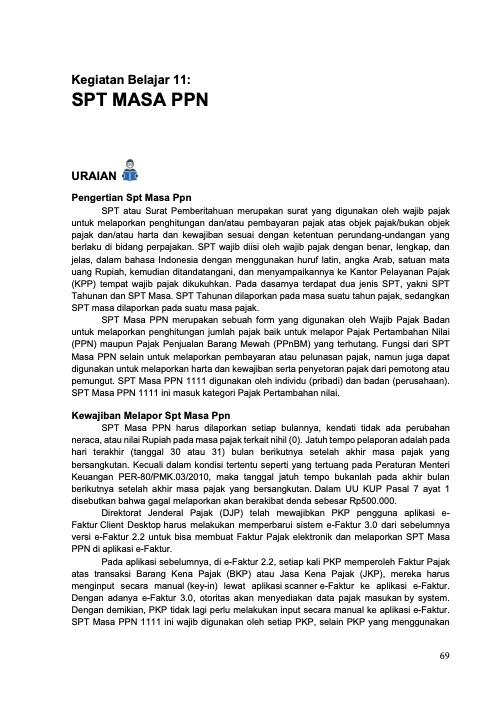 Kegiatan Belajar 11:
SPT MASA PPN
URAIAN
Pengertian Spt Masa Ppn
SPT atau Surat Pemberitahuan merupakan surat yang digunakan oleh wajib pajak
untuk melaporkan penghitungan dan/atau pembayaran pajak atas objek pajak/bukan objek
pajak dan/atau harta dan kewajiban sesuai dengan ketentuan perundang-undangan yang
berlaku di bidang perpajakan. SPT wajib diisi oleh wajib pajak dengan benar, lengkap, dan
jelas, dalam bahasa Indonesia dengan menggunakan huruf latin, angka Arab, satuan mata
uang Rupiah, kemudian ditandatangani, dan menyampaikannya ke Kantor Pelayanan Pajak
(KPP) tempat wajib pajak dikukuhkan. Pada dasarnya terdapat dua jenis SPT, yakni SPT
Tahunan dan SPT Masa. SPT Tahunan dilaporkan pada masa suatu tahun pajak, sedangkan
SPT masa dilaporkan pada suatu masa pajak.
SPT Masa PPN merupakan sebuah form yang digunakan oleh Wajib Pajak Badan
untuk melaporkan penghitungan jumlah pajak baik untuk melapor Pajak Pertambahan Nilai
(PPN) maupun Pajak Penjualan Barang Mewah (PPnBM) yang terhutang. Fungsi dari SPT
Masa PPN selain untuk melaporkan pembayaran atau pelunasan pajak, namun juga dapat
digunakan untuk melaporkan harta dan kewajiban serta penyetoran pajak dari pemotong atau
pemungut. SPT Masa PPN 1111 digunakan oleh individu (pribadi) dan badan (perusahaan).
SPT Masa PPN 1111 ini masuk kategori Pajak Pertambahan nilai.
Kewajiban Melapor Spt Masa Ppn
SPT Masa PPN harus dilaporkan setiap bulannya, kendati tidak ada perubahan
neraca, atau nilai Rupiah pada masa pajak terkait nihil (0). Jatuh tempo pelaporan adalah pada
hari terakhir (tanggal 30 atau 31) bulan berikutnya setelah akhir masa pajak yang
bersangkutan. Kecuali dalam kondisi tertentu seperti yang tertuang pada Peraturan Menteri
Keuangan PER-80/PMK.03/2010, maka tanggal jatuh tempo bukanlah pada akhir bulan
berikutnya setelah akhir masa pajak yang bersangkutan. Dalam UU KUP Pasal 7 ayat 1
disebutkan bahwa gagal melaporkan akan berakibat denda sebesar Rp500.000.
Direktorat Jenderal Pajak (DJP) telah mewajibkan PKP pengguna aplikasi e-
Faktur Client Desktop harus melakukan memperbarui sistem e-Faktur 3.0 dari sebelumnya
versi e-Faktur 2.2 untuk bisa membuat Faktur Pajak elektronik dan melaporkan SPT Masa
PPN di aplikasi e-Faktur.
Pada aplikasi sebelumnya, di e-Faktur 2.2, setiap kali PKP memperoleh Faktur Pajak
atas transaksi Barang Kena Pajak (BKP) atau Jasa Kena Pajak (JKP), mereka harus
menginput secara manual (key-in) lewat aplikasi scanner e-Faktur ke aplikasi e-Faktur.
Dengan adanya e-Faktur 3.0, otoritas akan menyediakan data pajak masukan by system.
Dengan demikian, PKP tidak lagi perlu melakukan input secara manual ke aplikasi e-Faktur.
SPT Masa PPN 1111 ini wajib digunakan oleh setiap PKP, selain PKP yang menggunakan
69